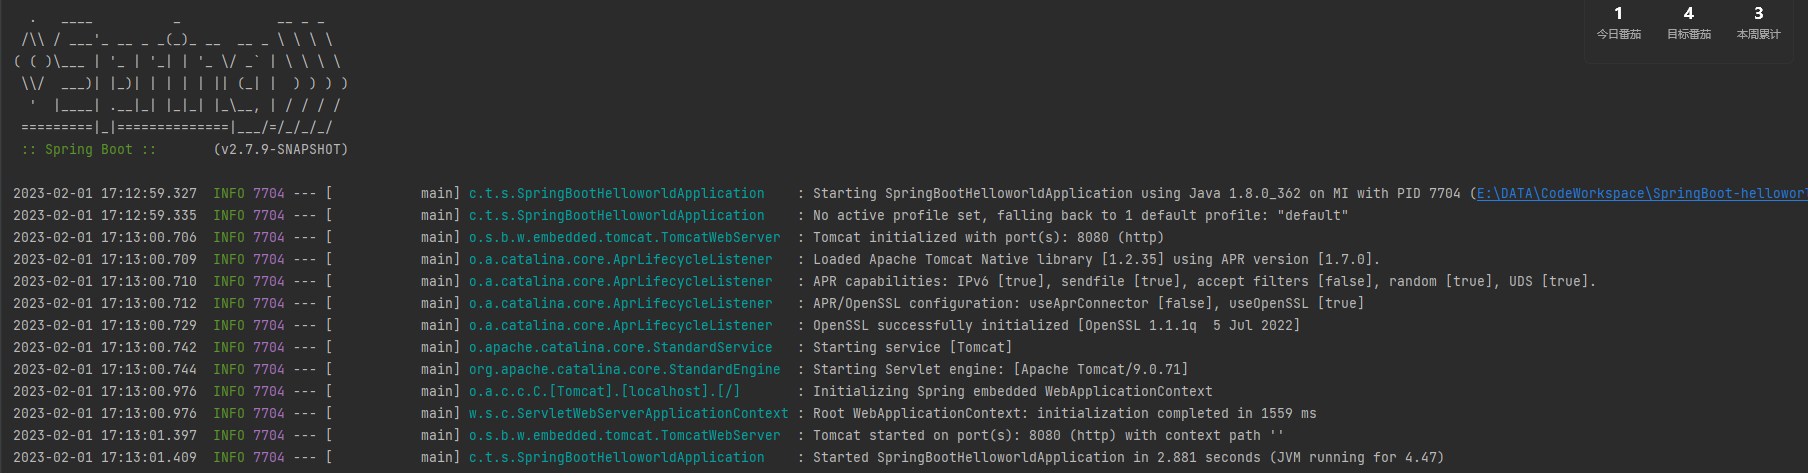 .   ____          _            __ _ _
 /\\ / ___'_ __ _ _(_)_ __  __ _ \ \ \ \
( ( )\___ | '_ | '_| | '_ \/ _` | \ \ \ \
 \\/  ___)| |_)| | | | | || (_| |  ) ) ) )
  '  |____| .__|_| |_|_| |_\__, | / / / /
 =========|_|==============|___/=/_/_/_/
 :: Spring Boot ::       (v2.7.9-SNAPSHOT)
1 4 3
今日番茄 目标番茄 本周累计
2023-02-01 17:12:59.327  INFO 7704 --- [           main] c.t.s.SpringBootHelloworldApplication    : Starting SpringBootHelloworldApplication using Java 1.8.0_362 on MI with PID 7704 (E:\DATA\CodeWorkspace\SpringBoot-hellowor
2023-02-01 17:12:59.335  INFO 7704 --- [           main] c.t.s.SpringBootHelloworldApplication    : No active profile set, falling back to 1 default profile: "default"
2023-02-01 17:13:00.706  INFO 7704 --- [           main] o.s.b.w.embedded.tomcat.TomcatWebServer  : Tomcat initialized with port(s): 8080 (http)
2023-02-01 17:13:00.709  INFO 7704 --- [           main] o.a.catalina.core.AprLifecycleListener   : Loaded Apache Tomcat Native library [1.2.35] using APR version [1.7.0].
2023-02-01 17:13:00.710  INFO 7704 --- [           main] o.a.catalina.core.AprLifecycleListener   : APR capabilities: IPv6 [true], sendfile [true], accept filters [false], random [true], UDS [true].
2023-02-01 17:13:00.712  INFO 7704 --- [           main] o.a.catalina.core.AprLifecycleListener   : APR/OpenSSL configuration: useAprConnector [false], useOpenSSL [true]
2023-02-01 17:13:00.729  INFO 7704 --- [           main] o.a.catalina.core.AprLifecycleListener   : OpenSSL successfully initialized [OpenSSL 1.1.1q  5 Jul 2022]
2023-02-01 17:13:00.742  INFO 7704 --- [           main] o.apache.catalina.core.StandardService   : Starting service [Tomcat]
2023-02-01 17:13:00.744  INFO 7704 --- [           main] org.apache.catalina.core.StandardEngine  : Starting Servlet engine: [Apache Tomcat/9.0.71]
2023-02-01 17:13:00.976  INFO 7704 --- [           main] o.a.c.c.C.[Tomcat].[localhost].[/]       : Initializing Spring embedded WebApplicationContext
2023-02-01 17:13:00.976  INFO 7704 --- [           main] w.s.c.ServletWebServerApplicationContext : Root WebApplicationContext: initialization completed in 1559 ms
2023-02-01 17:13:01.397  INFO 7704 --- [           main] o.s.b.w.embedded.tomcat.TomcatWebServer  : Tomcat started on port(s): 8080 (http) with context path ''
2023-02-01 17:13:01.409  INFO 7704 --- [           main] c.t.s.SpringBootHelloworldApplication    : Started SpringBootHelloworldApplication in 2.881 seconds (JVM running for 4.47)